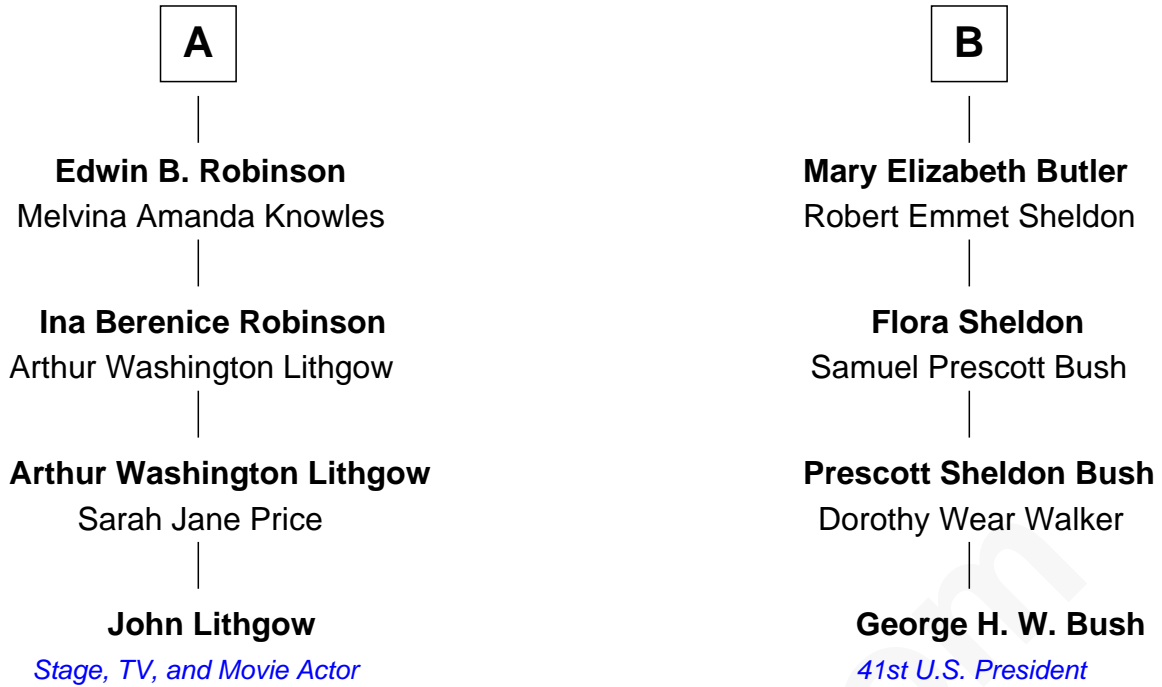 A
Edwin B. Robinson
Melvina Amanda Knowles
Ina Berenice Robinson
Arthur Washington Lithgow
Arthur Washington Lithgow
Sarah Jane Price
John Lithgow
Stage, TV, and Movie Actor
B
Mary Elizabeth Butler
Robert Emmet Sheldon
Flora Sheldon
Samuel Prescott Bush
Prescott Sheldon Bush
Dorothy Wear Walker
George H. W. Bush
41st U.S. President